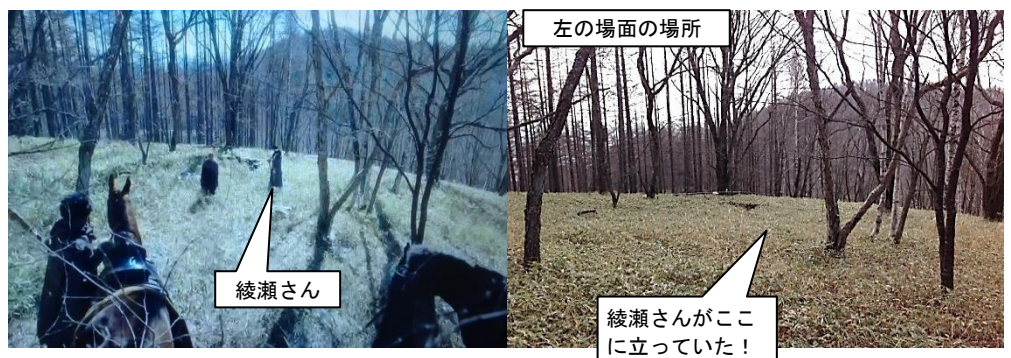 左の場面の場所
綾瀬さん
綾瀬さんがここ
に立っていた！